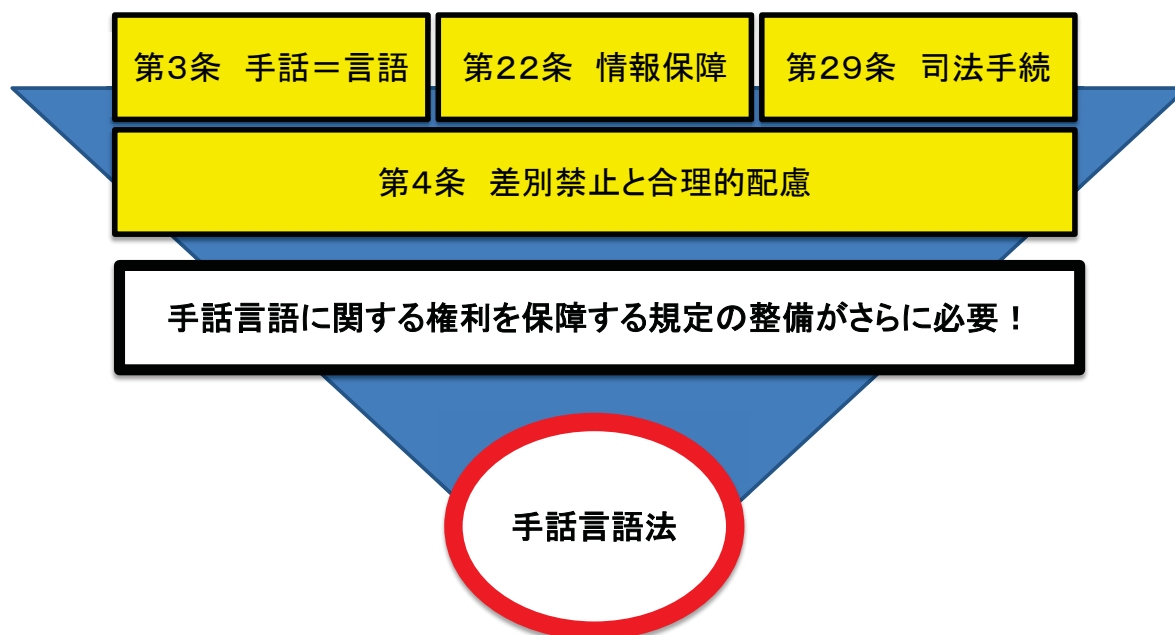 第３条　手話＝言語
第２２条　情報保障
第２９条　司法手続
第４条　差別禁止と合理的配慮
手話言語に関する権利を保障する規定の整備がさらに必要！
手話言語法